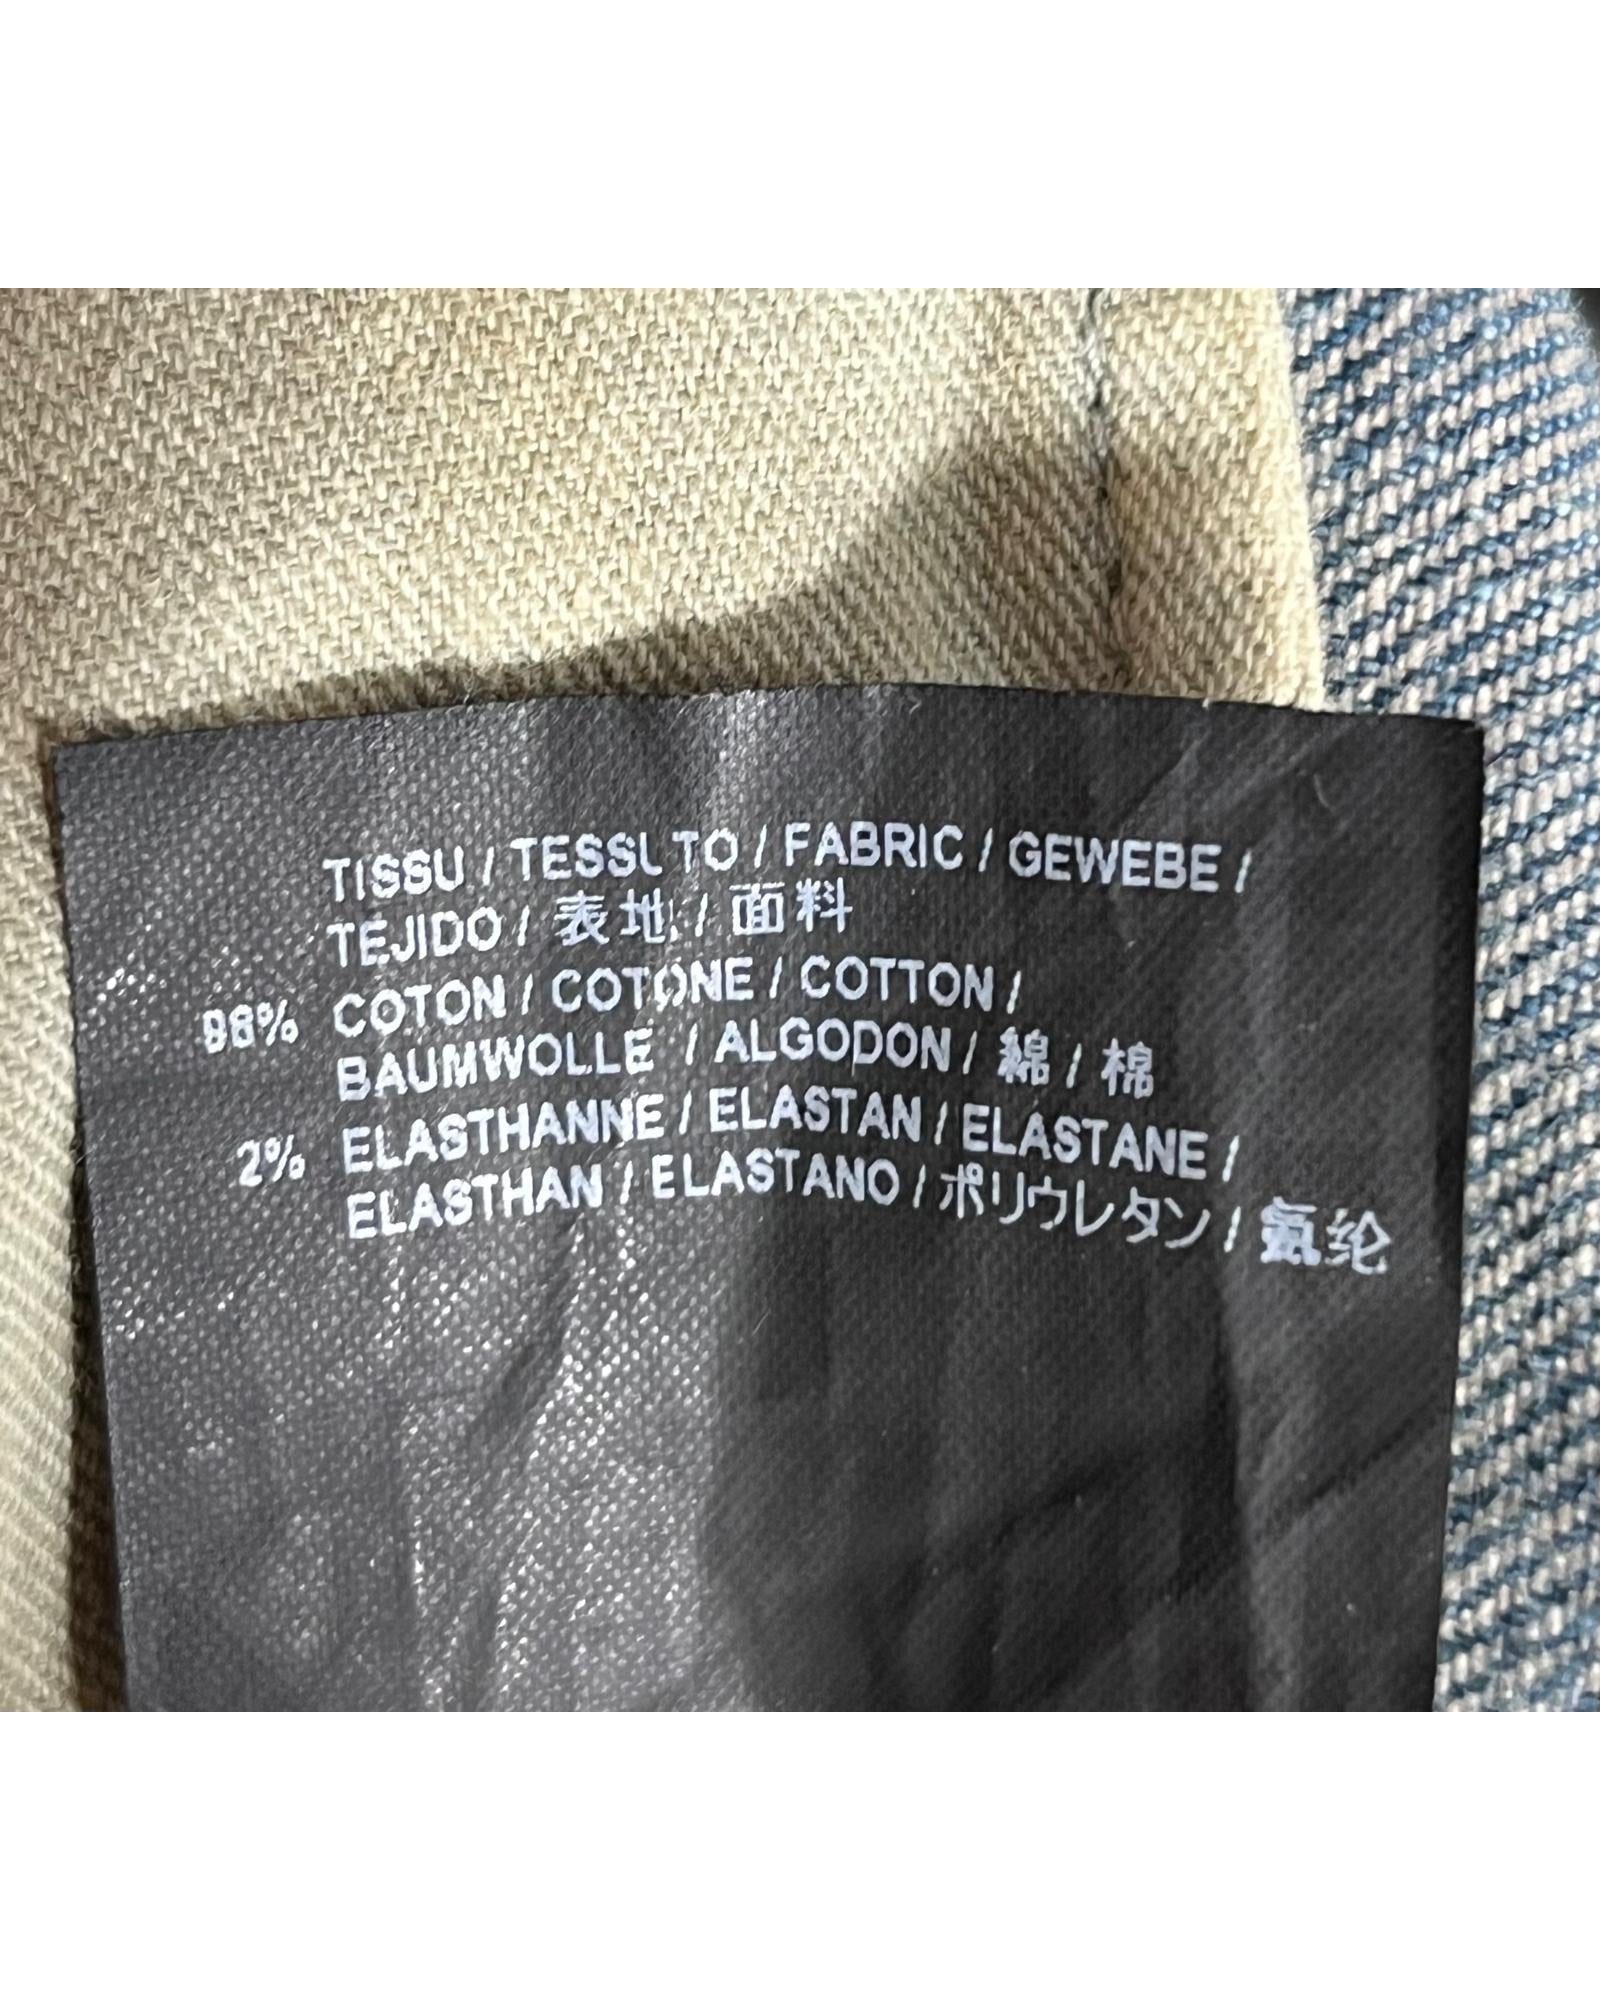 TISSU / TESSUTO / FABRIC / GEWEBE /
TEJIDO / 表地 / 面料
98% COTON / COTONE / COTTON /
BAUMWOLLE / ALGODON / 綿 / 棉
2% ELASTHANNE / ELASTAN / ELASTANE /
ELASTHAN / ELASTANO / ポリウレタン / 氨纶